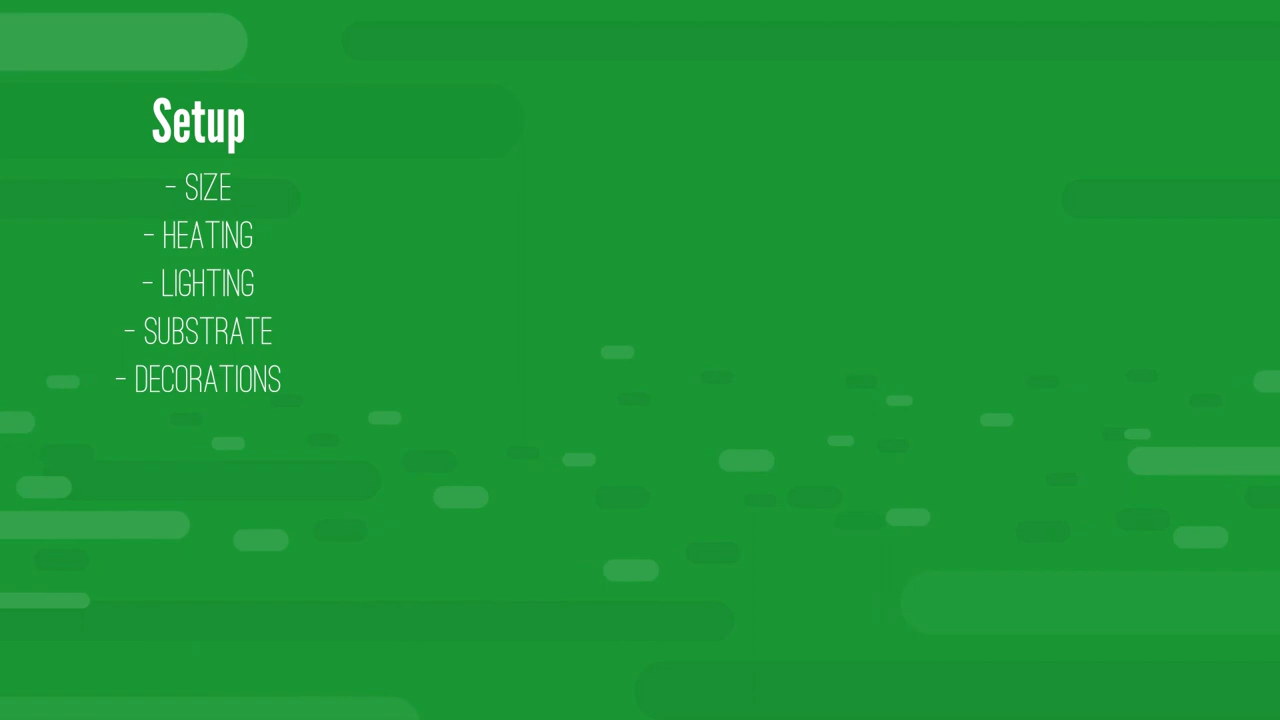 Setup
- SIZE
- HEATING
- LIGHTING
- SUBSTRATE
- DECORATIONS